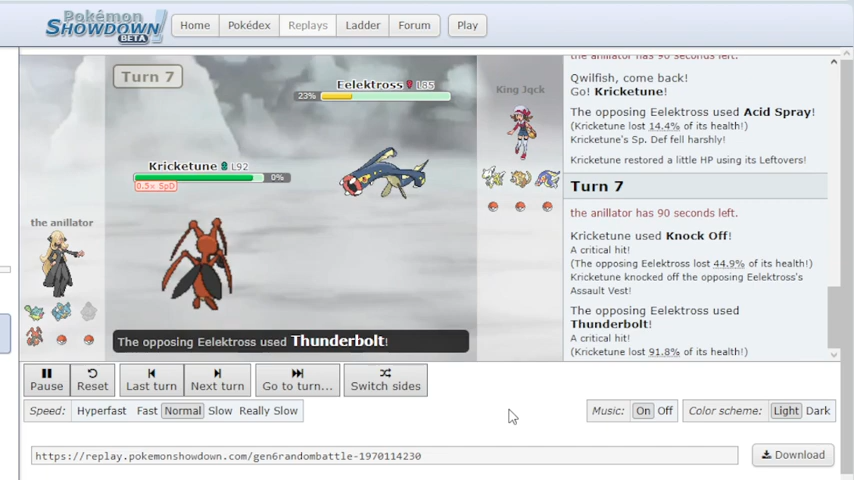 Pokémon
SHOWDOWN!
BETA
Home
Pokédex
Replays
Ladder
Forum
Play
Turn 7
Eelektross L85
23%
Kricketune L92
0%
0.5× SpD
the anillator
King Jqck
The opposing Eelektross used Thunderbolt!
the anillator has 90 seconds left.
Qwilfish, come back!
Go! Kricketune!
The opposing Eelektross used Acid Spray!
(Kricketune lost 14.4% of its health!)
Kricketune's Sp. Def fell harshly!
Kricketune restored a little HP using its Leftovers!
Turn 7
the anillator has 90 seconds left.
Kricketune used Knock Off!
A critical hit!
(The opposing Eelektross lost 44.9% of its health!)
Kricketune knocked off the opposing Eelektross's
Assault Vest!
The opposing Eelektross used
Thunderbolt!
A critical hit!
(Kricketune lost 91.8% of its health!)
Pause
Reset
Last turn
Next turn
Go to turn...
Switch sides
Speed: Hyperfast Fast Normal Slow Really Slow
Music: On Off
Color scheme: Light Dark
https://replay.pokemonshowdown.com/gen6randombattle-1970114230
Download